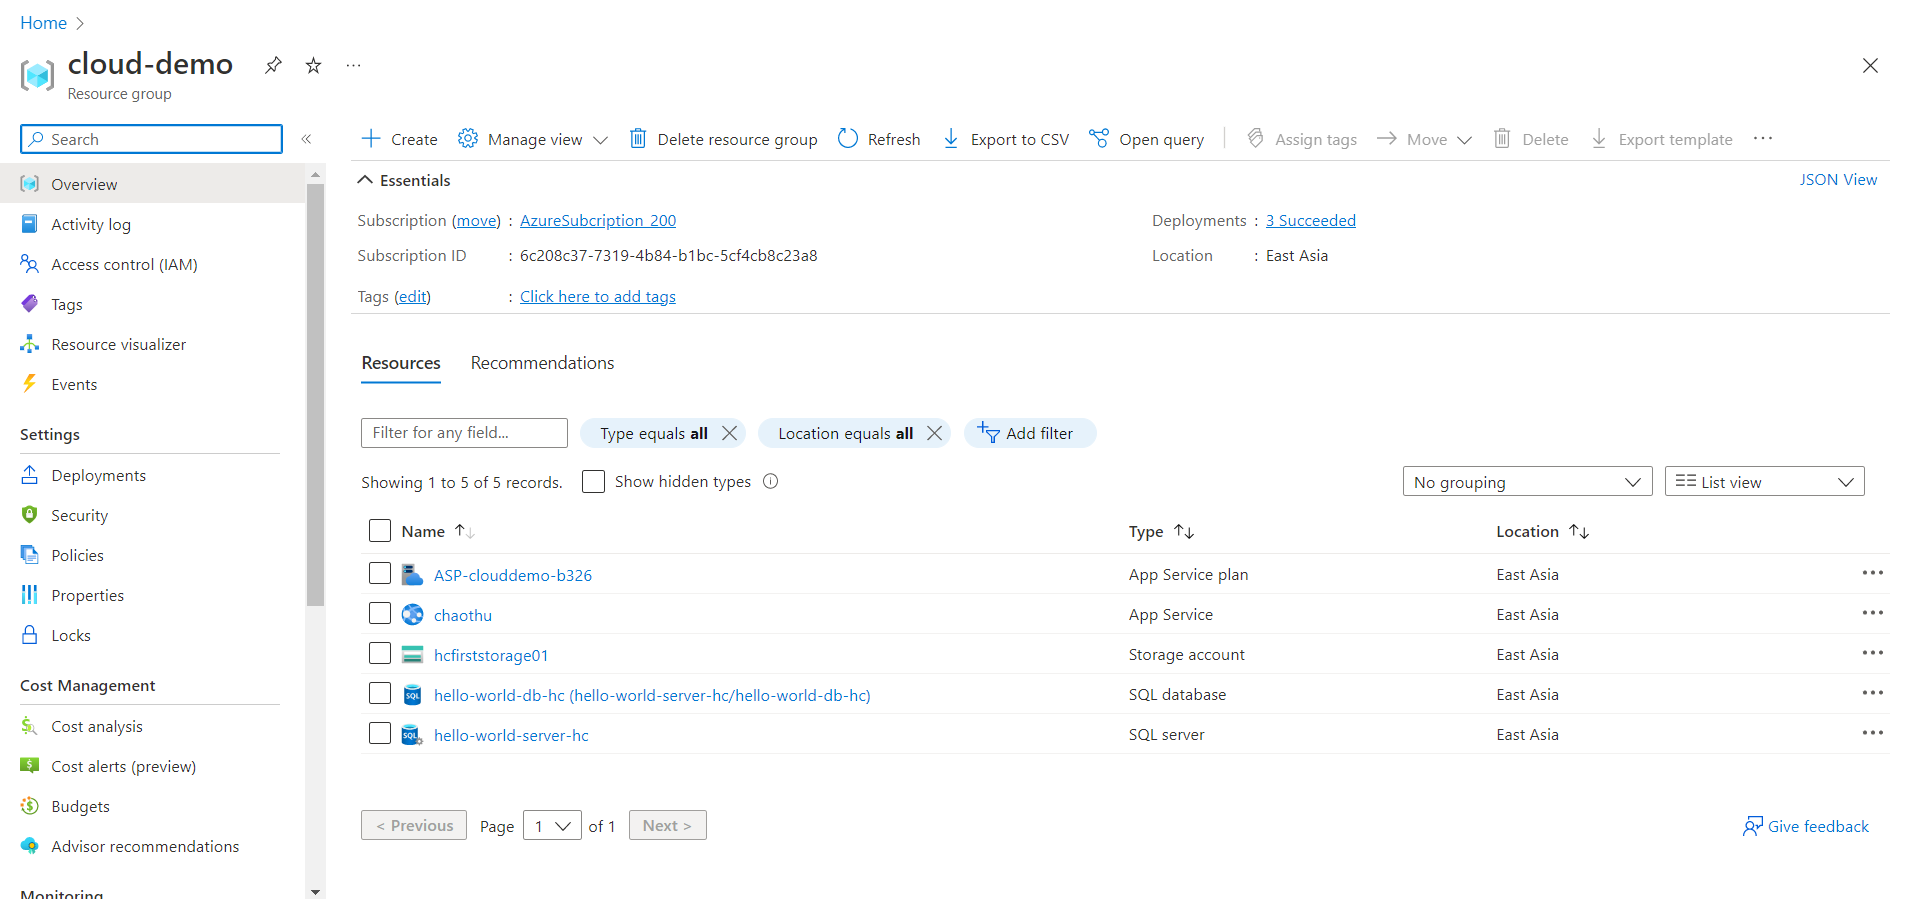 Home
cloud-demo
Resource group
Search
Create Manage view Delete resource group Refresh Export to CSV Open query Assign tags Move Delete Export template
Overview
Activity log
Access control (IAM)
Tags
Resource visualizer
Events
Settings
Deployments
Security
Policies
Properties
Locks
Cost Management
Cost analysis
Cost alerts (preview)
Budgets
Advisor recommendations
Monitoring
Essentials JSON View
Subscription (move) : AzureSubcription_200 Deployments : 3 Succeeded
Subscription ID : 6c208c37-7319-4b84-b1bc-5cf4cb8c23a8 Location : East Asia
Tags (edit) : Click here to add tags
Resources Recommendations
Filter for any field... Type equals all Location equals all Add filter
Showing 1 to 5 of 5 records. Show hidden types No grouping List view
Name Type Location
ASP-clouddemo-b326 App Service plan East Asia
chaothu App Service East Asia
hcfirststorage01 Storage account East Asia
hello-world-db-hc (hello-world-server-hc/hello-world-db-hc) SQL database East Asia
hello-world-server-hc SQL server East Asia
< Previous Page 1 of 1 Next > Give feedback